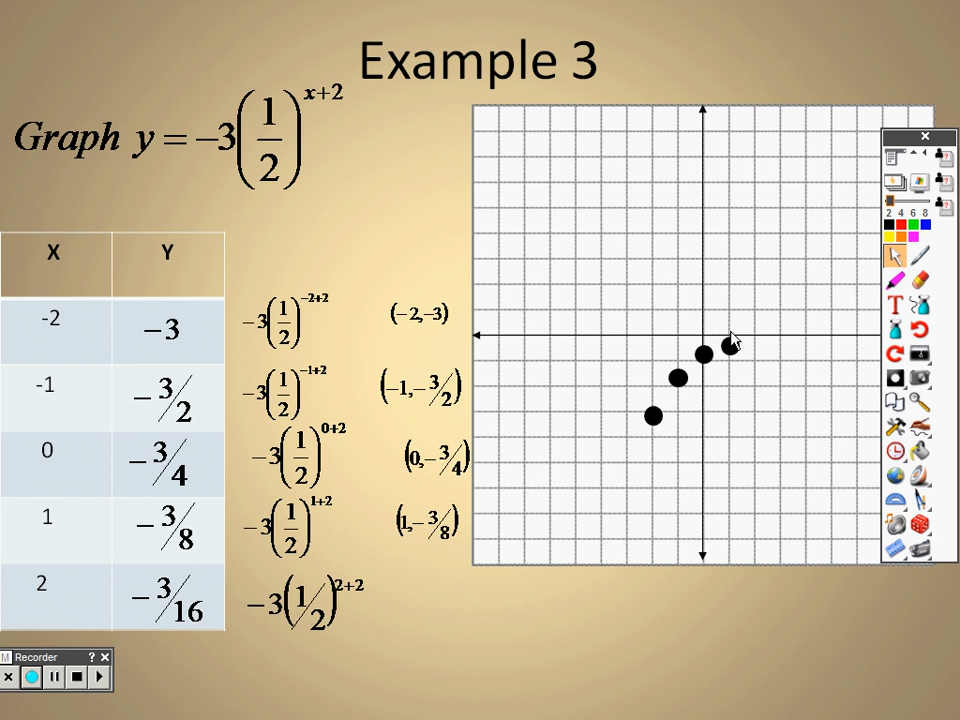 Example 3
Graph y = −3(1/2)^{x+2}
X Y
-2 −3 −3(1/2)^{−2+2} (−2,−3)
-1 −3/2 −3(1/2)^{−1+2} (−1,−3/2)
0 −3/4 −3(1/2)^{0+2} (0,−3/4)
1 −3/8 −3(1/2)^{1+2} (1,−3/8)
2 −3/16 −3(1/2)^{2+2}
2 4 6 8
T
M Recorder ? ×